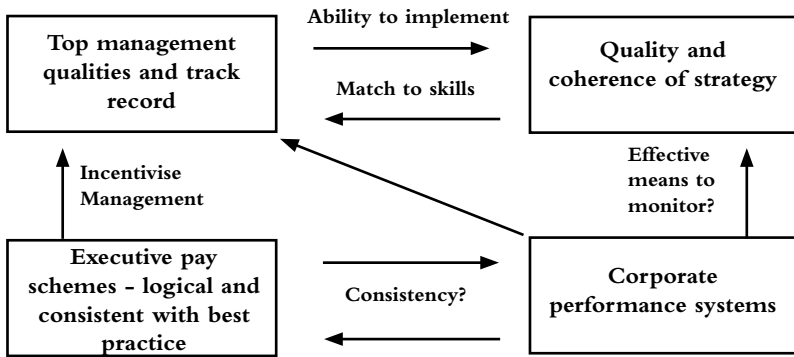 Top management
qualities and track
record
Ability to implement
Match to skills
Quality and
coherence of strategy
Incentivise
Management
Effective
means to
monitor?
Executive pay
schemes - logical and
consistent with best
practice
Consistency?
Corporate
performance systems